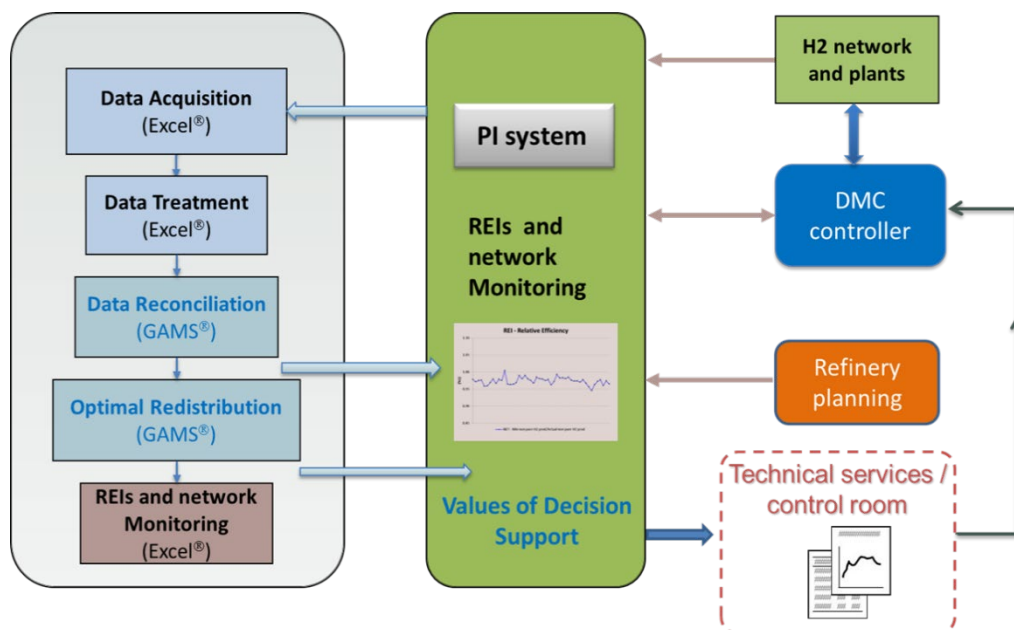 Data Acquisition
(Excel®)
Data Treatment
(Excel®)
Data Reconciliation
(GAMS®)
Optimal Redistribution
(GAMS®)
REIs and network
Monitoring
(Excel®)
PI system
REIs and
network
Monitoring
REI - Relative Efficiency
Values of Decision
Support
H2 network
and plants
DMC
controller
Refinery
planning
Technical services /
control room